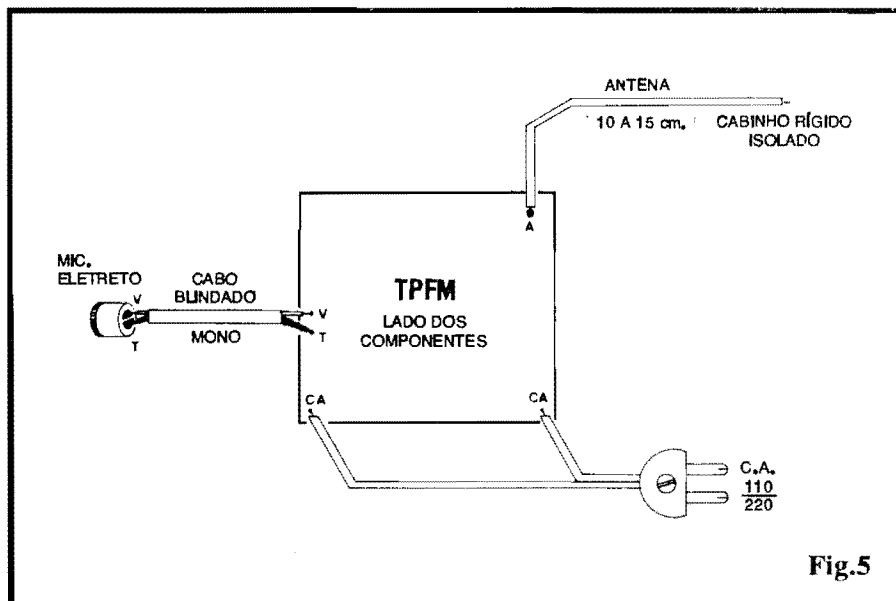 ANTENA
10 A 15 cm.
CABINHO RÍGIDO
ISOLADO
A
MIC.
ELETRETO
V
T
CABO
BLINDADO
MONO
V
T
TPFM
LADO DOS
COMPONENTES
CA
CA
C.A.
110
220
Fig.5